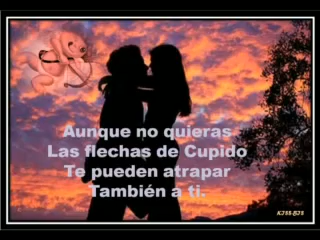 Aunque no quieras
Las flechas de Cupido
Te pueden atrapar
También a ti.